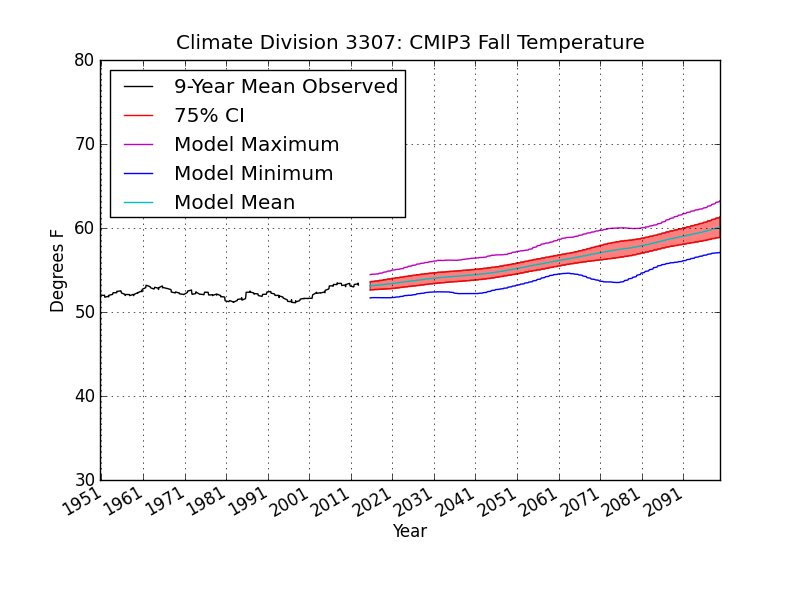 Climate Division 3307: CMIP3 Fall Temperature
80
70
60
50
40
30
Degrees F
9-Year Mean Observed
75% CI
Model Maximum
Model Minimum
Model Mean
1951
1961
1971
1981
1991
2001
2011
2021
2031
2041
2051
2061
2071
2081
2091
Year